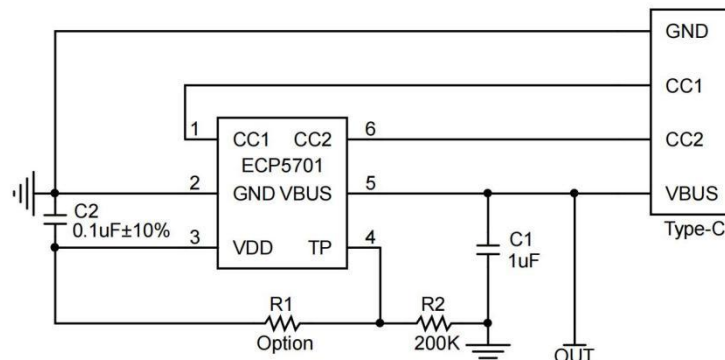 GND
CC1
1
CC1 CC2
6
CC2
ECP5701
2
GND VBUS
5
VBUS
C2
0.1uF±10%
3
VDD TP
4
C1
1uF
Type-C
R1
Option
R2
200K
OUT